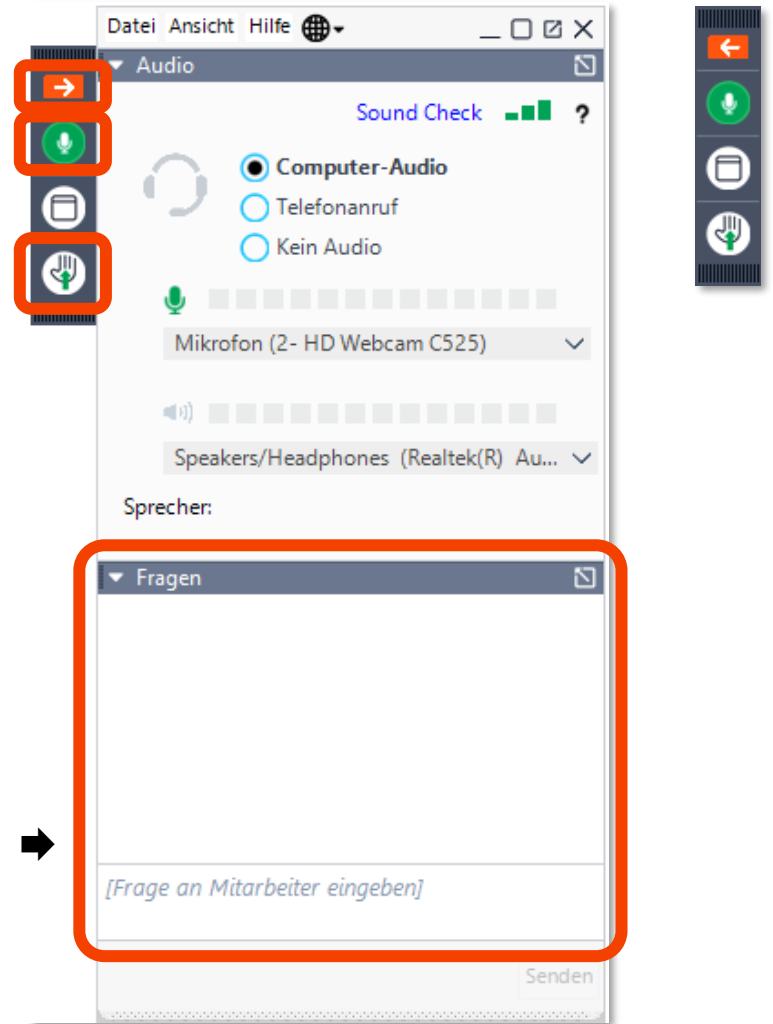 Datei Ansicht Hilfe
Audio
Sound Check ?
Computer-Audio
Telefonanruf
Kein Audio
Mikrofon (2- HD Webcam C525)
Speakers/Headphones (Realtek(R) Au...
Sprecher:
Fragen
[Frage an Mitarbeiter eingeben]
Senden